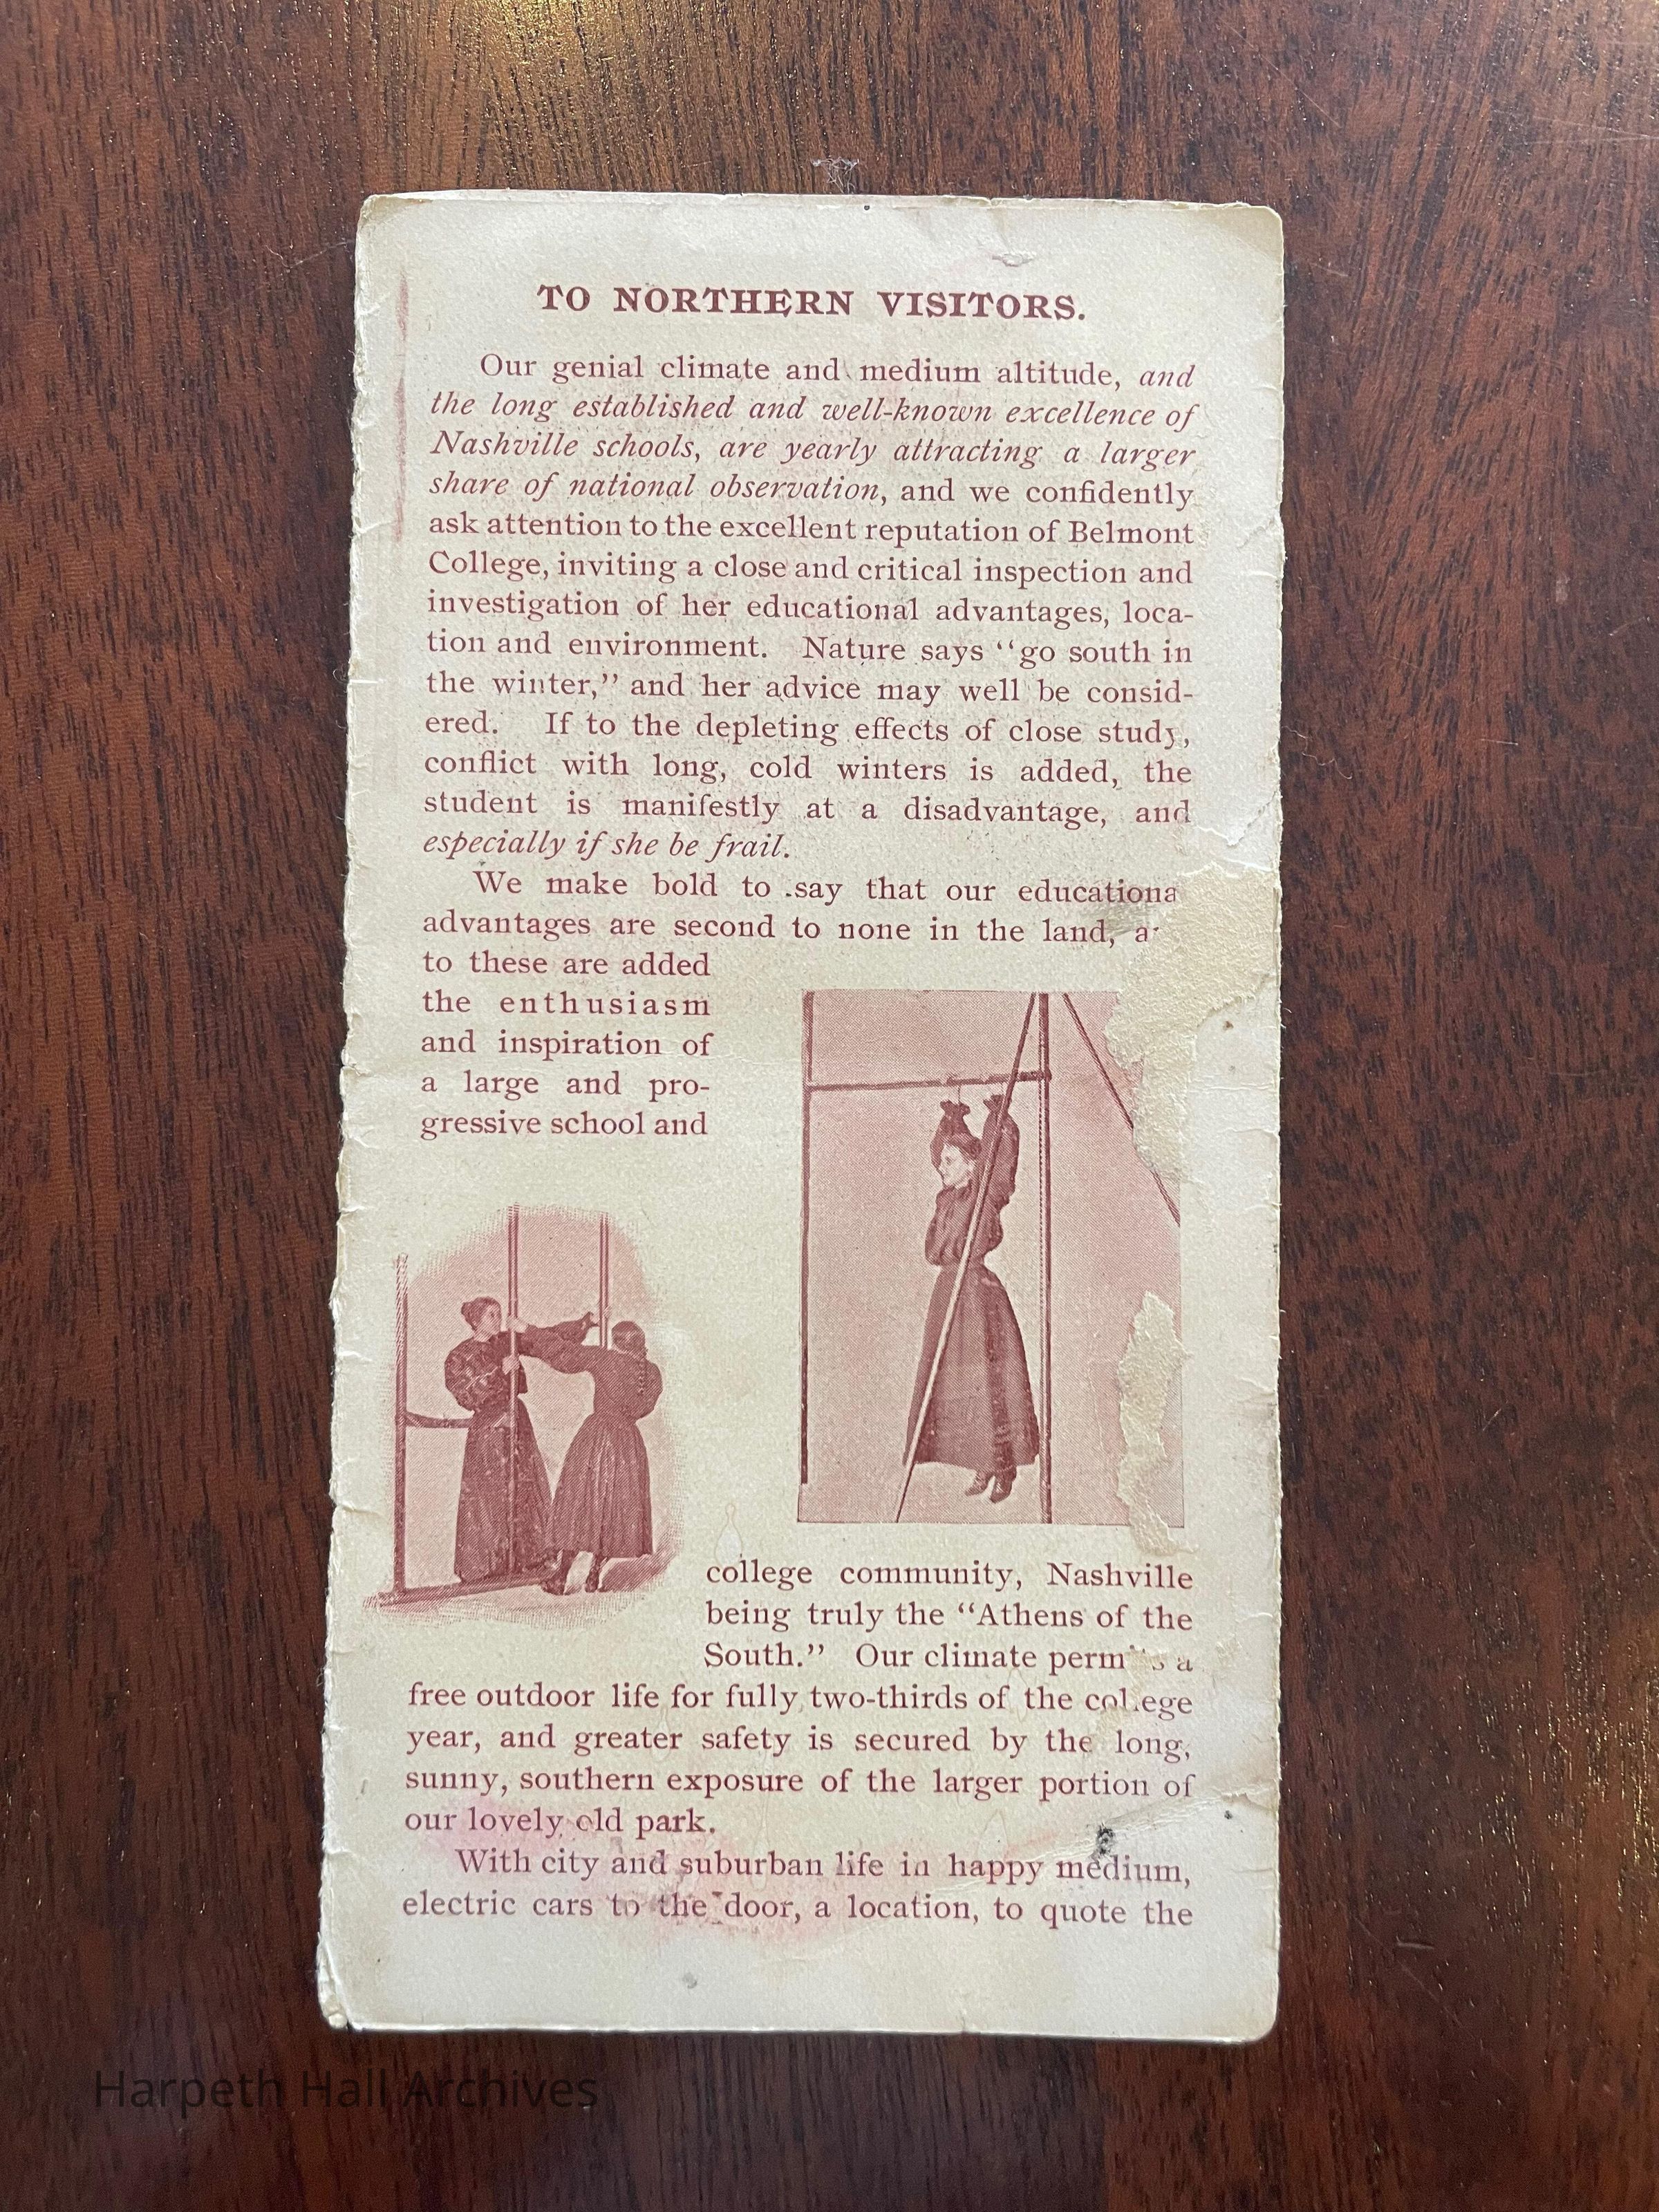 TO NORTHERN VISITORS.
Our genial climate and medium altitude, and
the long established and well-known excellence of
Nashville schools, are yearly attracting a larger
share of national observation, and we confidently
ask attention to the excellent reputation of Belmont
College, inviting a close and critical inspection and
investigation of her educational advantages, loca-
tion and environment. Nature says “go south in
the winter,” and her advice may well be consid-
ered. If to the depleting effects of close study,
conflict with long, cold winters is added, the
student is manifestly at a disadvantage, and
especially if she be frail.
We make bold to say that our educationa
advantages are second to none in the land,
to these are added
the enthusiasm
and inspiration of
a large and pro-
gressive school and
college community, Nashville
being truly the “Athens of the
South.” Our climate permits a
free outdoor life for fully two-thirds of the college
year, and greater safety is secured by the long,
sunny, southern exposure of the larger portion of
our lovely old park.
With city and suburban life in happy medium,
electric cars to the door, a location, to quote the
Harpeth Hall Archives